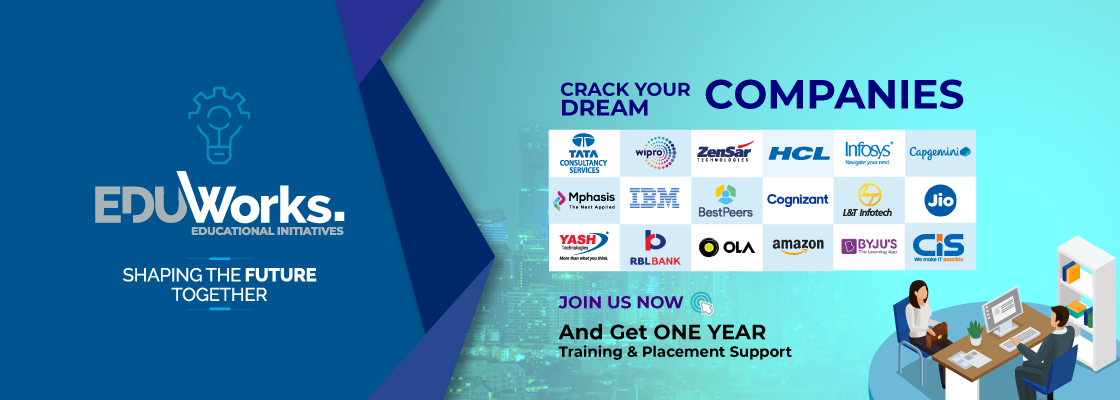 EDUWorks.
EDUCATIONAL INITIATIVES
SHAPING THE FUTURE
TOGETHER
CRACK YOUR
DREAM
COMPANIES
TATA
CONSULTANCY
SERVICES
wipro
ZenSar
TECHNOLOGIES
HCL
Infosys®
Navigate your next
Capgemini
Mphasis
The Next Applied
IBM
BestPeers
Cognizant
L&T Infotech
Jio
YASH®
Technologies
More than what you think.
RBLBANK
OLA
amazon
BYJU'S
The Learning App
CIS
We make IT possible
JOIN US NOW
And Get ONE YEAR
Training & Placement Support